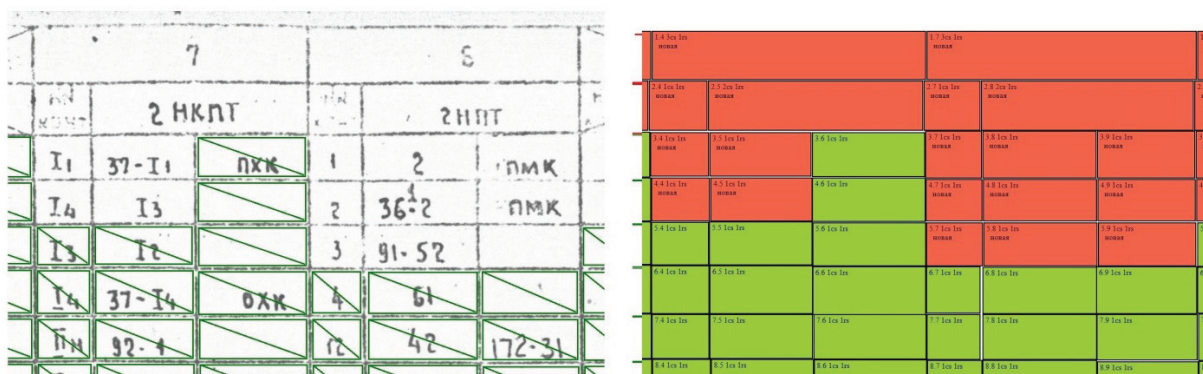 7
2 НКПТ
2НПТ
I1 37-I1 ПХК 1 2 ПМК
I4 I3 2 36-2 ПМК
I3 I2 3 91-52
I4 37-I4 ОХК 4 61
92-4 12 42 172-31
1.4 3cs 1rs 1.7 3cs 1rs
новая новая
2.4 1cs 1rs 2.5 2cs 1rs 2.7 1cs 1rs 2.8 2cs 1rs
новая новая новая новая
3.4 1cs 1rs 3.5 1cs 1rs 3.6 1cs 1rs 3.7 1cs 1rs 3.8 1cs 1rs 3.9 1cs 1rs
новая новая новая новая новая
4.4 1cs 1rs 4.5 1cs 1rs 4.6 1cs 1rs 4.7 1cs 1rs 4.8 1cs 1rs 4.9 1cs 1rs
новая новая новая новая новая
5.4 1cs 1rs 5.5 1cs 1rs 5.6 1cs 1rs 5.7 1cs 1rs 5.8 1cs 1rs 5.9 1cs 1rs
новая новая новая
6.4 1cs 1rs 6.5 1cs 1rs 6.6 1cs 1rs 6.7 1cs 1rs 6.8 1cs 1rs 6.9 1cs 1rs
7.4 1cs 1rs 7.5 1cs 1rs 7.6 1cs 1rs 7.7 1cs 1rs 7.8 1cs 1rs 7.9 1cs 1rs
8.4 1cs 1rs 8.5 1cs 1rs 8.6 1cs 1rs 8.7 1cs 1rs 8.8 1cs 1rs 8.9 1cs 1rs